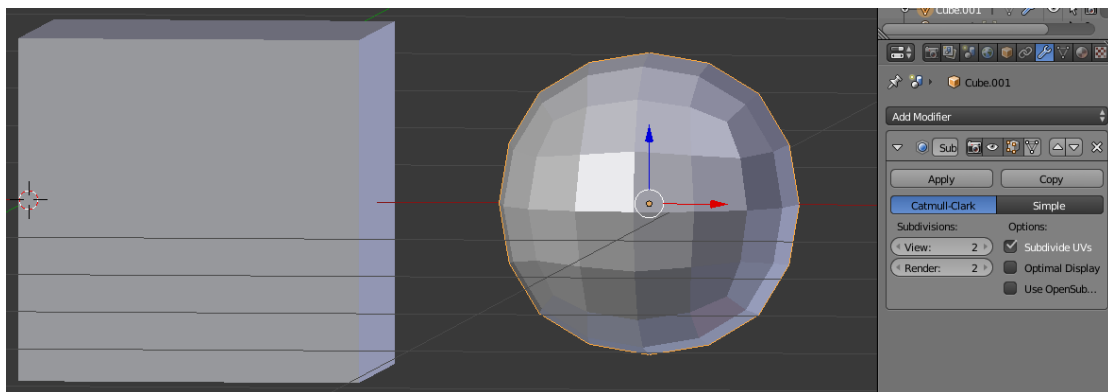 Cube.001
Cube.001
Add Modifier
Sub
Apply
Copy
Catmull-Clark
Simple
Subdivisions:
Options:
View: 2
Subdivide UVs
Render: 2
Optimal Display
Use OpenSub...